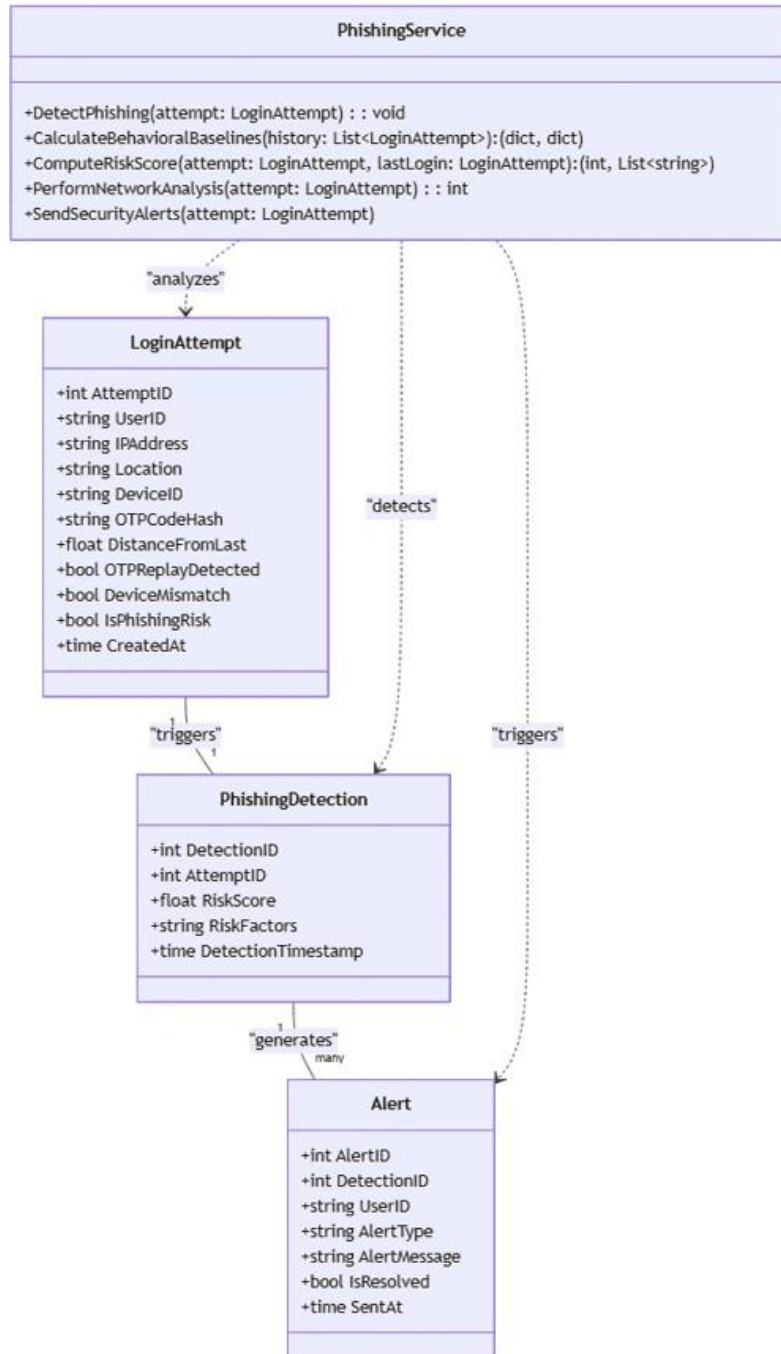 PhishingService
+DetectPhishing(attempt: LoginAttempt) : : void
+CalculateBehavioralBaselines(history: List<LoginAttempt>):(dict, dict)
+ComputeRiskScore(attempt: LoginAttempt, lastLogin: LoginAttempt):(int, List<string>)
+PerformNetworkAnalysis(attempt: LoginAttempt) : : int
+SendSecurityAlerts(attempt: LoginAttempt)
"analyzes"
LoginAttempt
+int AttemptID
+string UserID
+string IPAddress
+string Location
+string DeviceID
+string OTPCodeHash
+float DistanceFromLast
+bool OTPReplayDetected
+bool DeviceMismatch
+bool IsPhishingRisk
+time CreatedAt
"detects"
1
"triggers"
1
"triggers"
PhishingDetection
+int DetectionID
+int AttemptID
+float RiskScore
+string RiskFactors
+time DetectionTimestamp
1
"generates"
many
Alert
+int AlertID
+int DetectionID
+string UserID
+string AlertType
+string AlertMessage
+bool IsResolved
+time SentAt